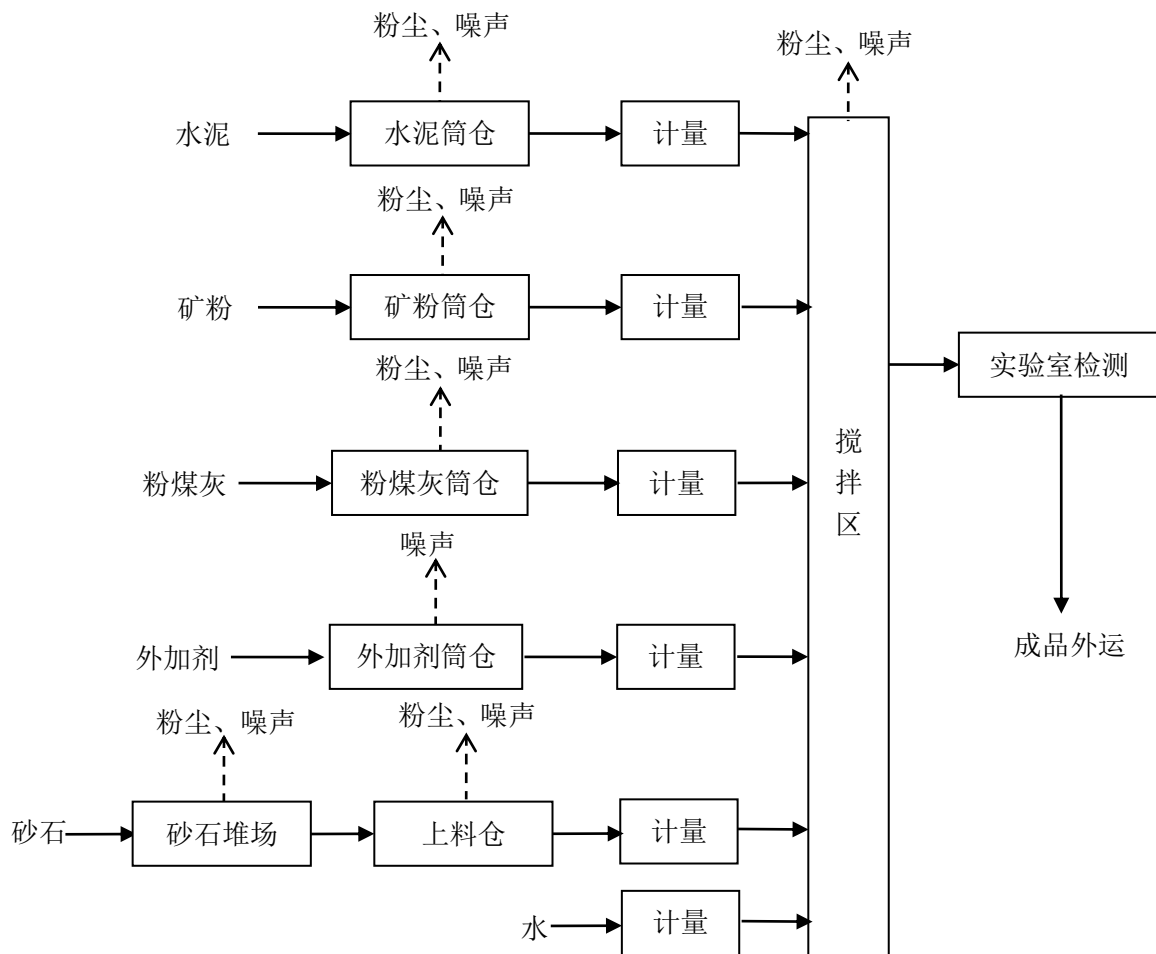 粉尘、噪声
粉尘、噪声
水泥
水泥筒仓
计量
粉尘、噪声
矿粉
矿粉筒仓
计量
粉尘、噪声
实验室检测
粉煤灰
粉煤灰筒仓
计量
搅
拌
区
噪声
外加剂
外加剂筒仓
计量
成品外运
粉尘、噪声
粉尘、噪声
砂石
砂石堆场
上料仓
计量
水
计量